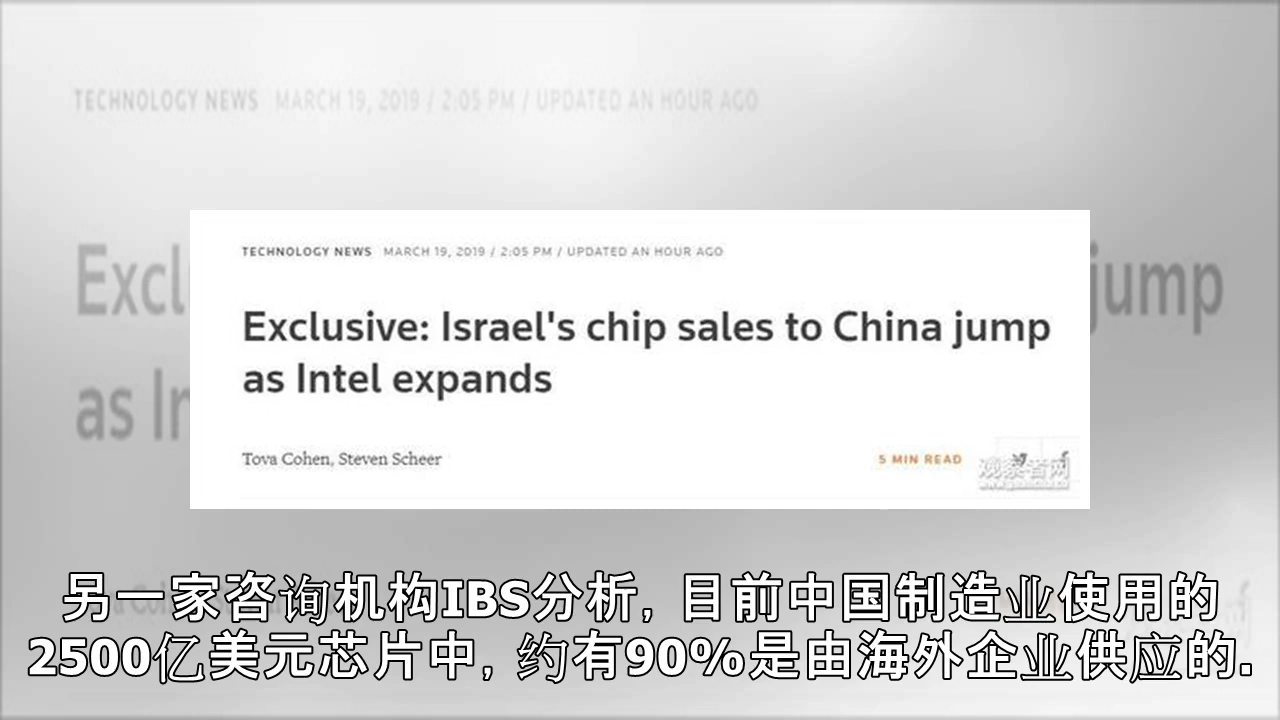 TECHNOLOGY NEWS MARCH 19, 2019 / 2:05 PM / UPDATED AN HOUR AGO
Excl jump
as In
TECHNOLOGY NEWS MARCH 19, 2019 / 2:05 PM / UPDATED AN HOUR AGO
Exclusive: Israel's chip sales to China jump
as Intel expands
Tova Cohen, Steven Scheer
5 MIN READ
观察者网
另一家咨询机构IBS分析, 目前中国制造业使用的
2500亿美元芯片中, 约有90%是由海外企业供应的.